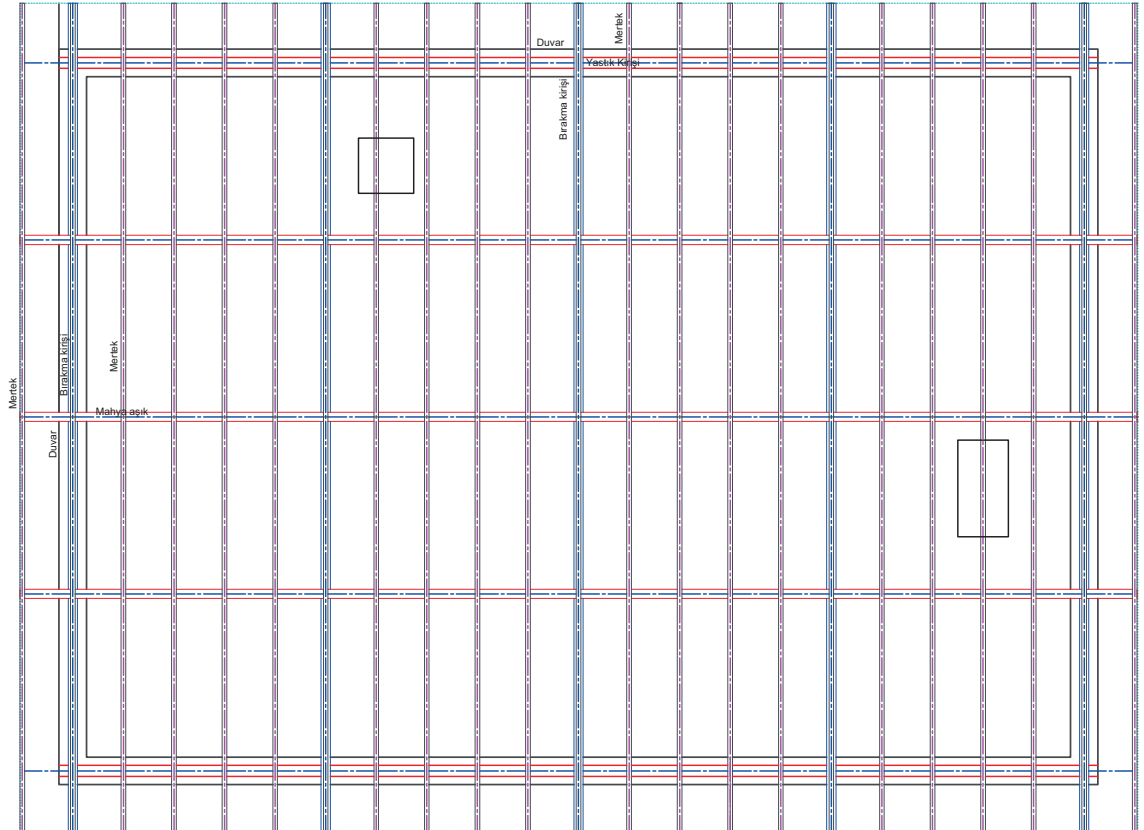 Mertek
Duvar
Yastık Kirişi
Bırakma kirişi
Bırakma kirişi
Mertek
Mertek
Mahya aşık
Duvar